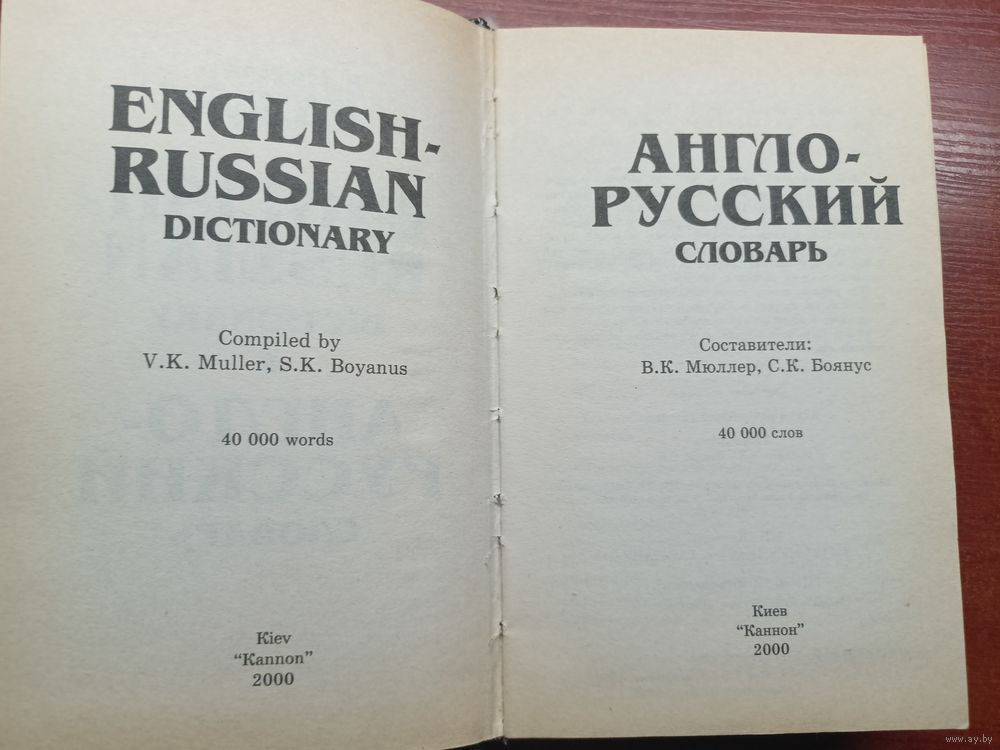 ENGLISH-
RUSSIAN
DICTIONARY
Compiled by
V.K. Muller, S.K. Boyanus
40 000 words
Kiev
"Kannon"
2000
АНГЛО-
РУССКИЙ
СЛОВАРЬ
Составители:
В.К. Мюллер, С.К. Боянус
40 000 слов
Киев
"Каннон"
2000
www.ay.by